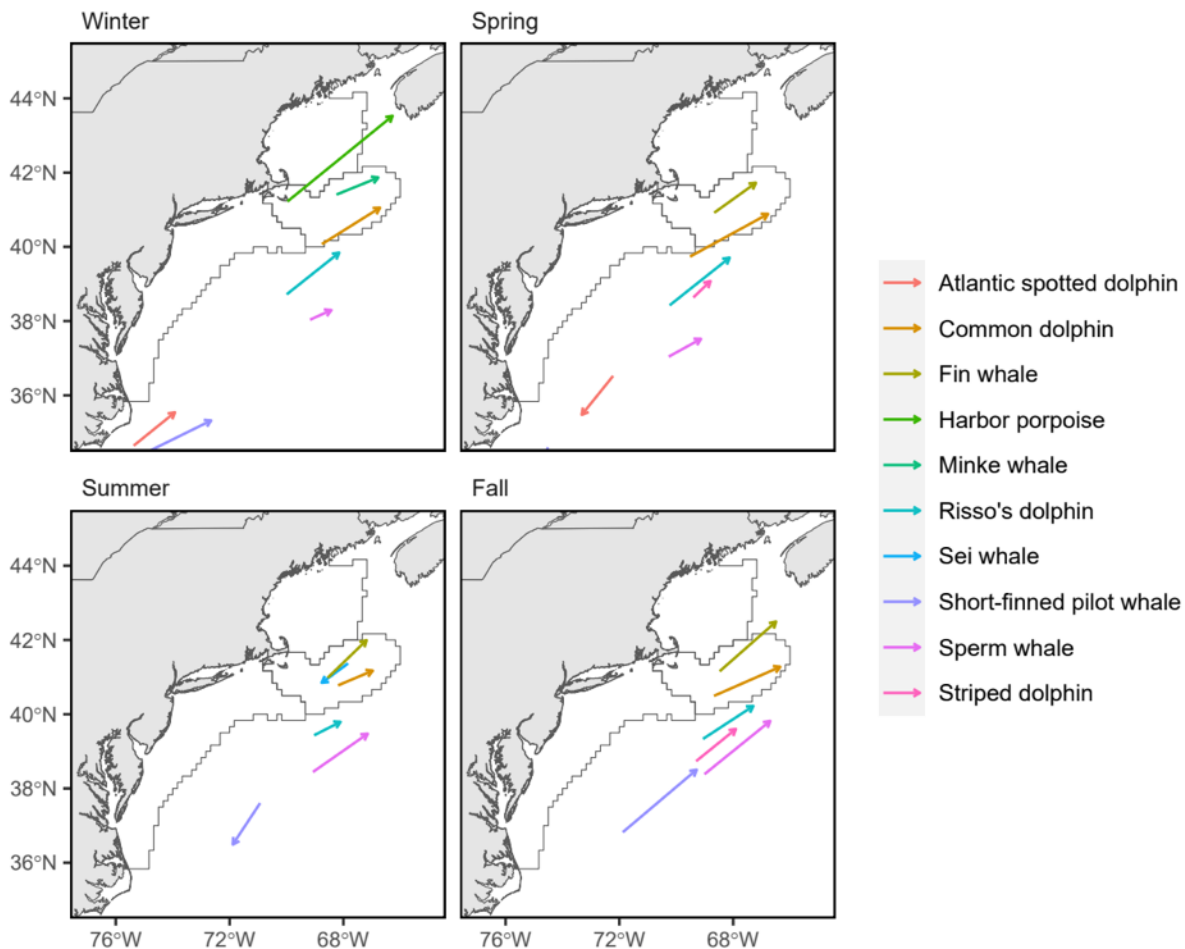 Winter
Spring
44°N
42°N
40°N
38°N
36°N
Summer
Fall
44°N
42°N
40°N
38°N
36°N
76°W 72°W 68°W 76°W 72°W 68°W
Atlantic spotted dolphin
Common dolphin
Fin whale
Harbor porpoise
Minke whale
Risso's dolphin
Sei whale
Short-finned pilot whale
Sperm whale
Striped dolphin